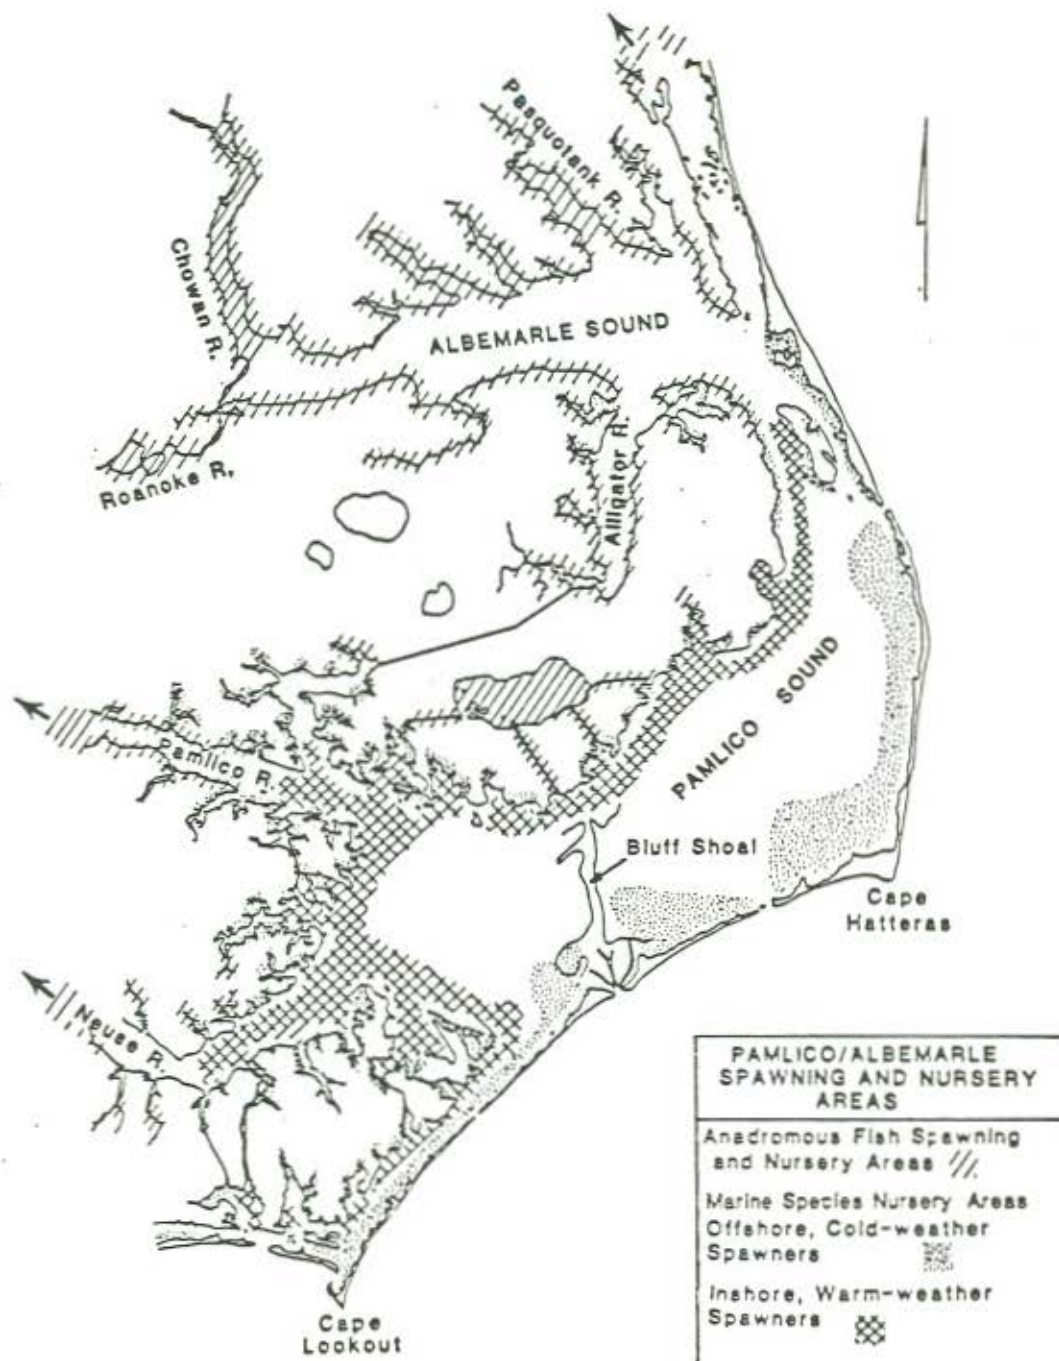 Pasquotank R.
Chowan R.
ALBEMARLE SOUND
Roanoke R.
Alligator R.
PAMLICO SOUND
Pamlico R.
Bluff Shoal
Cape
Hatteras
Neuse R.
Cape
Lookout
PAMLICO/ALBEMARLE
SPAWNING AND NURSERY
AREAS
Anadromous Fish Spawning
and Nursery Areas
Marine Species Nursery Areas
Offshore, Cold-weather
Spawners
Inshore, Warm-weather
Spawners